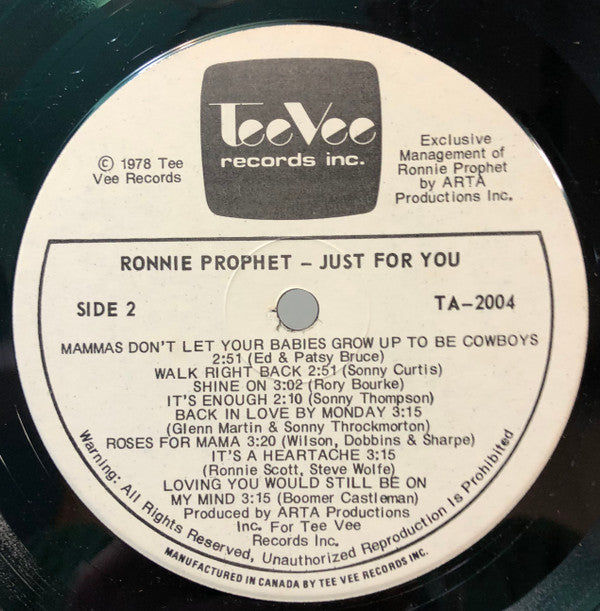 TeeVee
records inc.
© 1978 Tee
Vee Records
Exclusive
Management of
Ronnie Prophet
by ARTA
Productions Inc.
RONNIE PROPHET – JUST FOR YOU
SIDE 2
TA–2004
MAMMAS DON'T LET YOUR BABIES GROW UP TO BE COWBOYS
2:51 (Ed & Patsy Bruce)
WALK RIGHT BACK 2:51 (Sonny Curtis)
SHINE ON 3:02 (Rory Bourke)
IT'S ENOUGH 2:10 (Sonny Thompson)
BACK IN LOVE BY MONDAY 3:15
(Glenn Martin & Sonny Throckmorton)
ROSES FOR MAMA 3:20 (Wilson, Dobbins & Sharpe)
IT'S A HEARTACHE 3:15
(Ronnie Scott, Steve Wolfe)
LOVING YOU WOULD STILL BE ON
MY MIND 3:15 (Boomer Castleman)
Produced by ARTA Productions
Inc. For Tee Vee
Records Inc.
Warning: All Rights Reserved, Unauthorized Reproduction Is Prohibited
MANUFACTURED IN CANADA BY TEE VEE RECORDS INC.